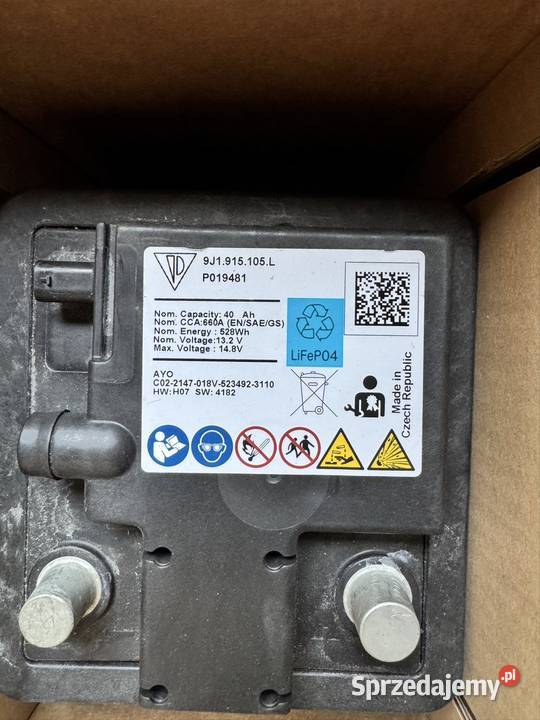 9J1.915.105.L
P019481
Nom. Capacity: 40 Ah
Nom. CCA:660A (EN/SAE/GS)
Nom. Energy : 528Wh
Nom. Voltage:13.2 V
Max. Voltage : 14.8V
LiFePO4
AYO
C02-2147-018V-523492-3110
HW:H07 SW: 4182
Made in
Czech Republic
Sprzedajemy.pl